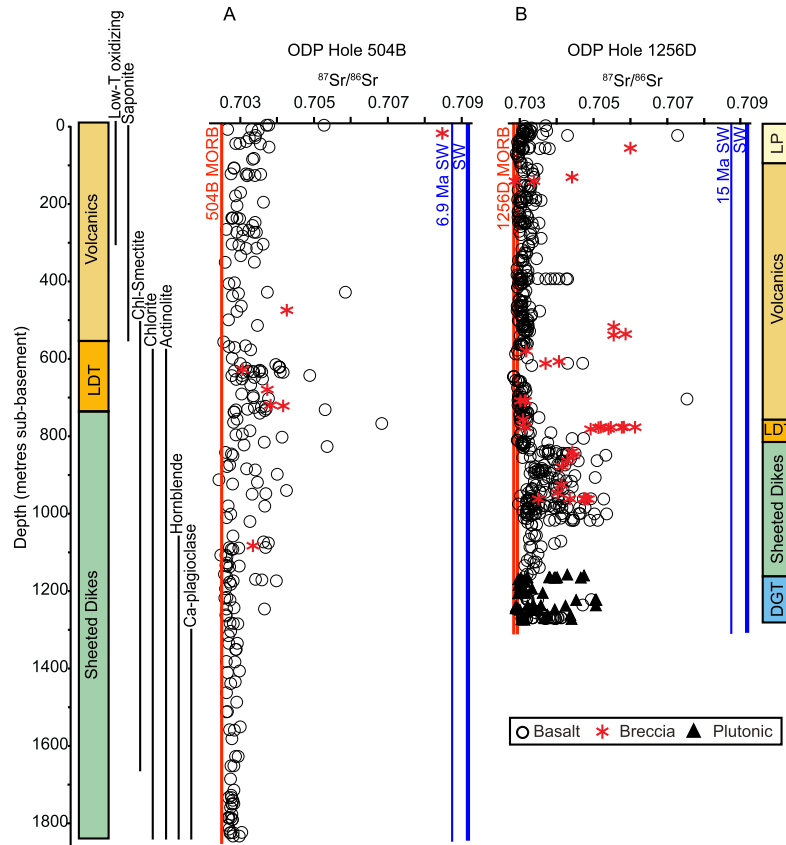 A
B
ODP Hole 504B
ODP Hole 1256D
87Sr/86Sr
87Sr/86Sr
0.703 0.705 0.707 0.709
0.703 0.705 0.707 0.709
Low-T oxidizing
Saponite
Chl-Smectite
Chlorite
Actinolite
Hornblende
Ca-plagioclase
Depth (metres sub-basement)
0
200
400
600
800
1000
1200
1400
1600
1800
Volcanics
LDT
Sheeted Dikes
504B MORB
6.9 Ma SW
SW
1256D MORB
15 Ma SW
SW
LP
Volcanics
LDT
Sheeted Dikes
DGT
Basalt Breccia Plutonic